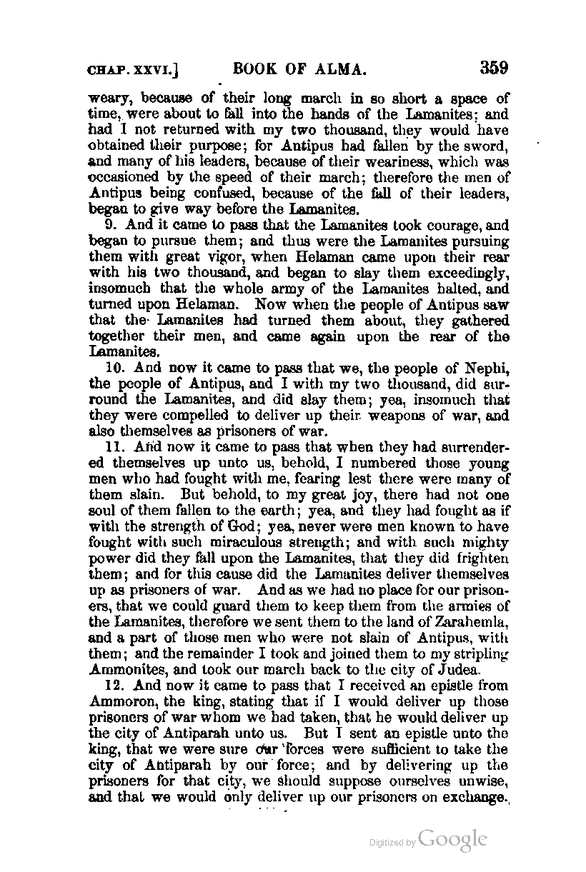 CHAP. XXVI.] BOOK OF ALMA. 359
weary, because of their long march in so short a space of
time, were about to fall into the hands of the Lamanites; and
had I not returned with my two thousand, they would have
obtained their purpose; for Antipus had fallen by the sword,
and many of his leaders, because of their weariness, which was
occasioned by the speed of their march; therefore the men of
Antipus being confused, because of the fall of their leaders,
began to give way before the Lamanites.
9. And it came to pass that the Lamanites took courage, and
began to pursue them; and thus were the Lamanites pursuing
them with great vigor, when Helaman came upon their rear
with his two thousand, and began to slay them exceedingly,
insomuch that the whole army of the Lamanites halted, and
turned upon Helaman. Now when the people of Antipus saw
that the Lamanites had turned them about, they gathered
together their men, and came again upon the rear of the
Lamanites.
10. And now it came to pass that we, the people of Nephi,
the people of Antipus, and I with my two thousand, did sur-
round the Lamanites, and did slay them; yea, insomuch that
they were compelled to deliver up their weapons of war, and
also themselves as prisoners of war.
11. And now it came to pass that when they had surrender-
ed themselves up unto us, behold, I numbered those young
men who had fought with me, fearing lest there were many of
them slain. But behold, to my great joy, there had not one
soul of them fallen to the earth; yea, and they had fought as if
with the strength of God; yea, never were men known to have
fought with such miraculous strength; and with such mighty
power did they fall upon the Lamanites, that they did frighten
them; and for this cause did the Lamanites deliver themselves
up as prisoners of war. And as we had no place for our prison-
ers, that we could guard them to keep them from the armies of
the Lamanites, therefore we sent them to the land of Zarahemla,
and a part of those men who were not slain of Antipus, with
them; and the remainder I took and joined them to my stripling
Ammonites, and took our march back to the city of Judea.
12. And now it came to pass that I received an epistle from
Ammoron, the king, stating that if I would deliver up those
prisoners of war whom we had taken, that he would deliver up
the city of Antiparah unto us. But I sent an epistle unto the
king, that we were sure our forces were sufficient to take the
city of Antiparah by our force; and by delivering up the
prisoners for that city, we should suppose ourselves unwise,
and that we would only deliver up our prisoners on exchange.
Digitized by Google